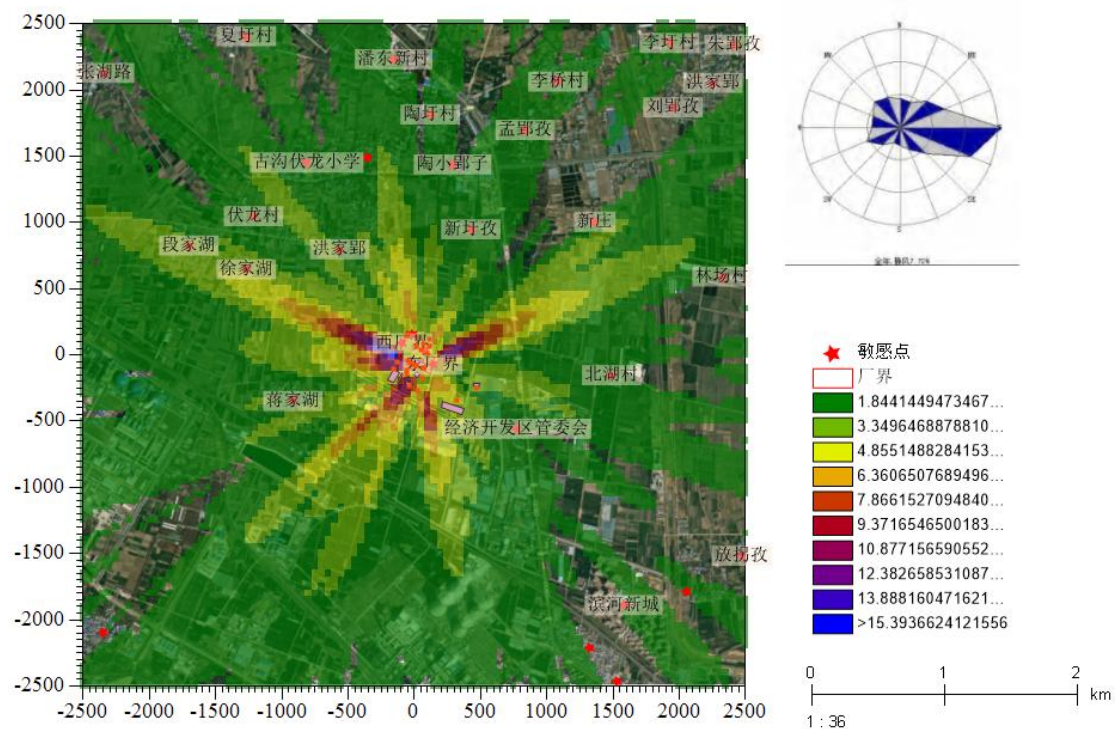 2500
2000
1500
1000
500
0
-500
-1000
-1500
-2000
-2500
-2500
-2000
-1500
-1000
-500
0
500
1000
1500
2000
2500
夏圩村
李圩村
朱郢孜
潘东新村
张湖路
李桥村
洪家郢
刘郢孜
陶圩村
孟郢孜
古沟伏龙小学
陶小郢子
伏龙村
新圩孜
新庄
段家湖
洪家郢
徐家湖
林场村
西厂界
东厂界
北湖村
蒋家湖
经济开发区管委会
放拐孜
滨河新城
N
S
全年,静风7.72%
敏感点
厂界
1.8441449473467...
3.3496468878810...
4.8551488284153...
6.3606507689496...
7.8661527094840...
9.3716546500183...
10.877156590552...
12.382658531087...
13.888160471621...
>15.3936624121556
0
1
2
km
1 : 36